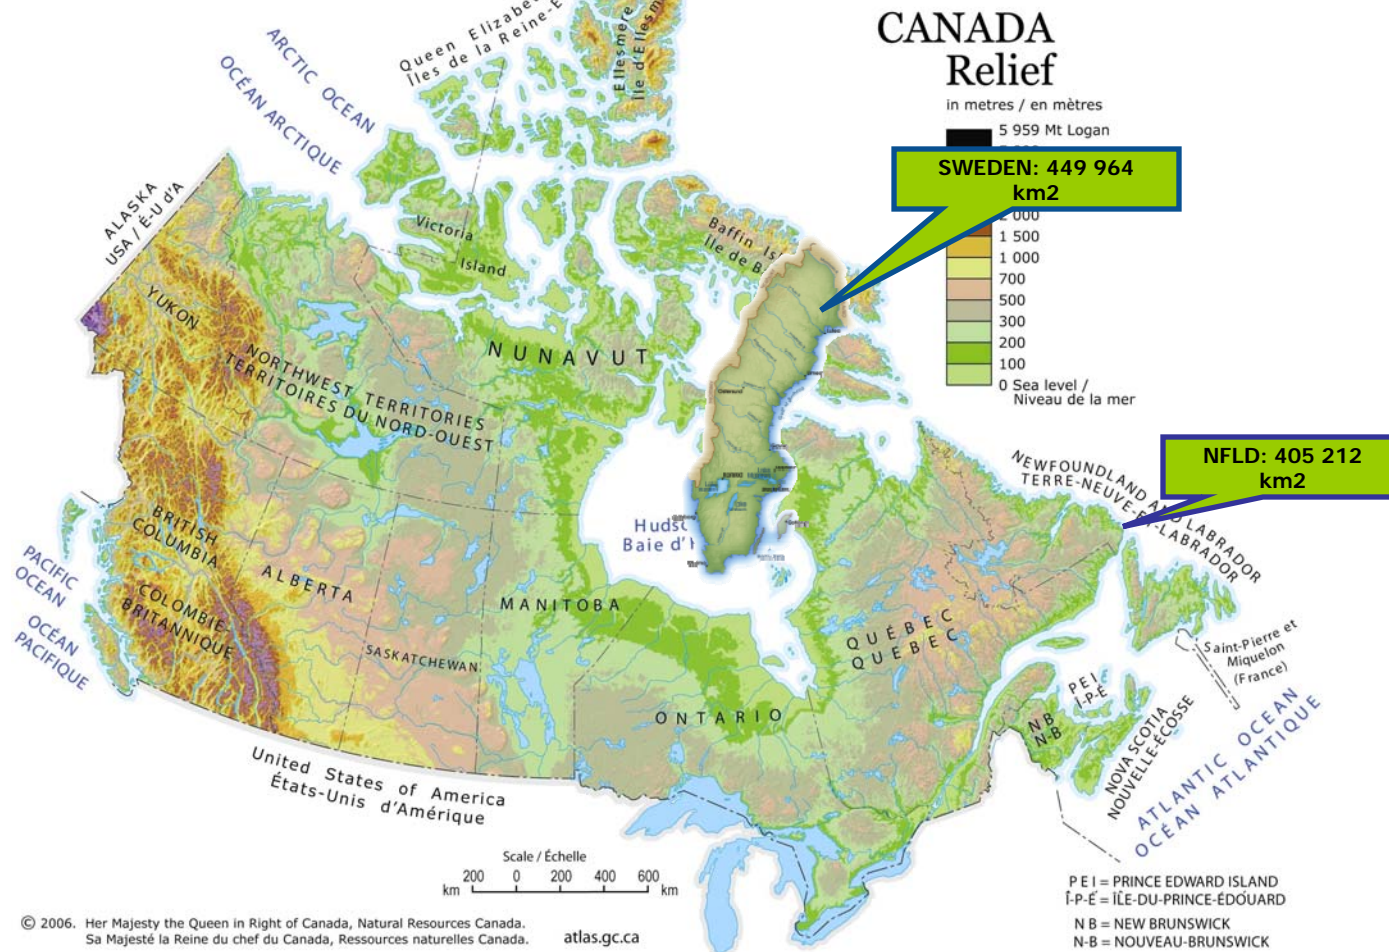 CANADA
Relief
in metres / en mètres
5 959 Mt Logan
SWEDEN: 449 964
km2
2 000
1 500
1 000
700
500
300
200
100
0 Sea level /
Niveau de la mer
ARCTIC OCEAN
OCÉAN ARCTIQUE
Queen
Îles de la
Ellesmere
Île
ALASKA
USA / É-U d'A
YUKON
Victoria
Island
Baffin
Île de
NUNAVUT
NORTHWEST TERRITORIES
TERRITOIRES DU NORD-OUEST
NFLD: 405 212
km2
NEWFOUNDLAND AND LABRADOR
TERRE-NEUVE-ET-LABRADOR
BRITISH
COLUMBIA
COLOMBIE
BRITANNIQUE
ALBERTA
SASKATCHEWAN
MANITOBA
Baie
PACIFIC
OCEAN
OCÉAN
PACIFIQUE
QUÉBEC
QUEBEC
ONTARIO
P E I
Î-P-É
N B
N-B
NOVA SCOTIA
NOUVELLE-ÉCOSSE
Saint-Pierre et
Miquelon
(France)
ATLANTIC OCEAN
OCÉAN ATLANTIQUE
United States of America
États-Unis d'Amérique
Scale / Échelle
200 0 200 400 600
km km
P E I = PRINCE EDWARD ISLAND
Î-P-É = ÎLE-DU-PRINCE-ÉDOUARD
N B = NEW BRUNSWICK
N-B = NOUVEAU-BRUNSWICK
© 2006. Her Majesty the Queen in Right of Canada, Natural Resources Canada.
Sa Majesté la Reine du chef du Canada, Ressources naturelles Canada.
atlas.gc.ca